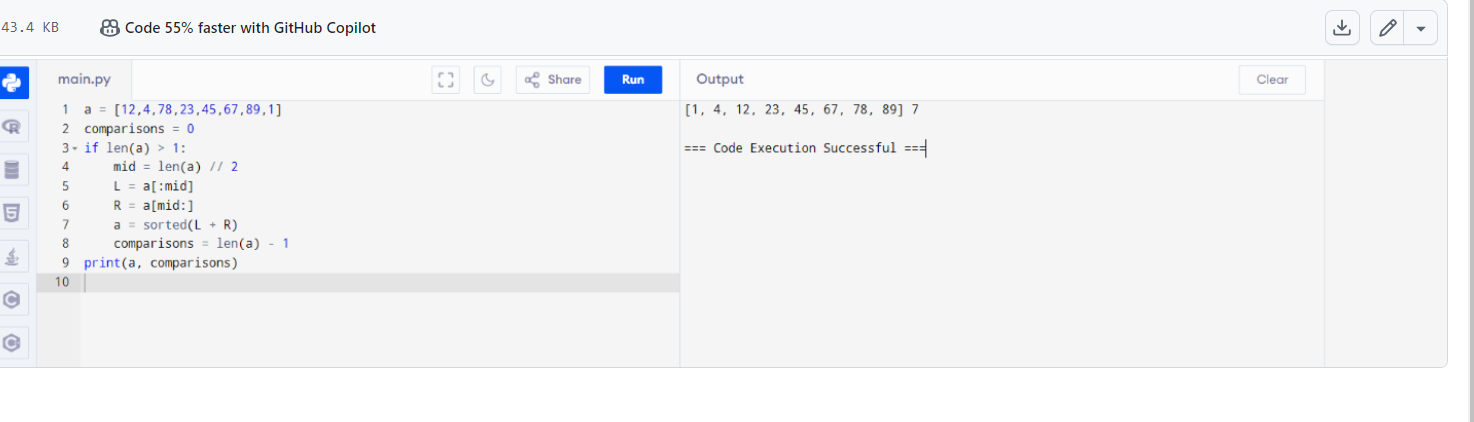 43.4 KB Code 55% faster with GitHub Copilot
main.py Share Run Output Clear
1 a = [12,4,78,23,45,67,89,1]
2 comparisons = 0
3 if len(a) > 1:
4     mid = len(a) // 2
5     L = a[:mid]
6     R = a[mid:]
7     a = sorted(L + R)
8     comparisons = len(a) - 1
9 print(a, comparisons)
10
[1, 4, 12, 23, 45, 67, 78, 89] 7
=== Code Execution Successful ===